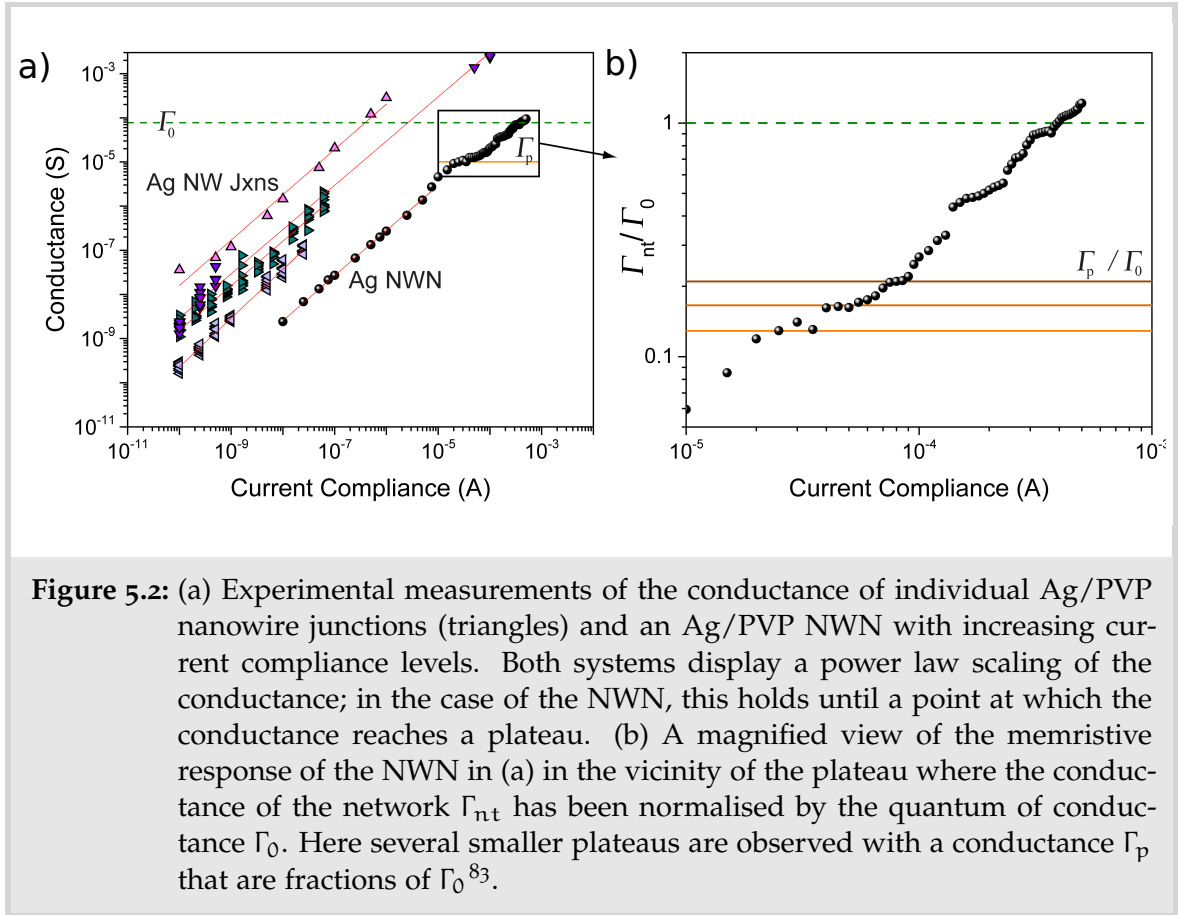 a)
b)
10⁻³
10⁻⁵
10⁻⁷
10⁻⁹
10⁻¹¹
Conductance (S)
Γ₀
Γₚ
Ag NW Jxns
Ag NWN
10⁻¹¹ 10⁻⁹ 10⁻⁷ 10⁻⁵ 10⁻³
Current Compliance (A)
1
0.1
Γₙₜ/Γ₀
Γₚ /Γ₀
10⁻⁵ 10⁻⁴ 10⁻³
Current Compliance (A)
Figure 5.2: (a) Experimental measurements of the conductance of individual Ag/PVP
nanowire junctions (triangles) and an Ag/PVP NWN with increasing cur-
rent compliance levels. Both systems display a power law scaling of the
conductance; in the case of the NWN, this holds until a point at which the
conductance reaches a plateau. (b) A magnified view of the memristive
response of the NWN in (a) in the vicinity of the plateau where the conduc-
tance of the network Γₙₜ has been normalised by the quantum of conduc-
tance Γ₀. Here several smaller plateaus are observed with a conductance Γₚ
that are fractions of Γ₀⁸³.